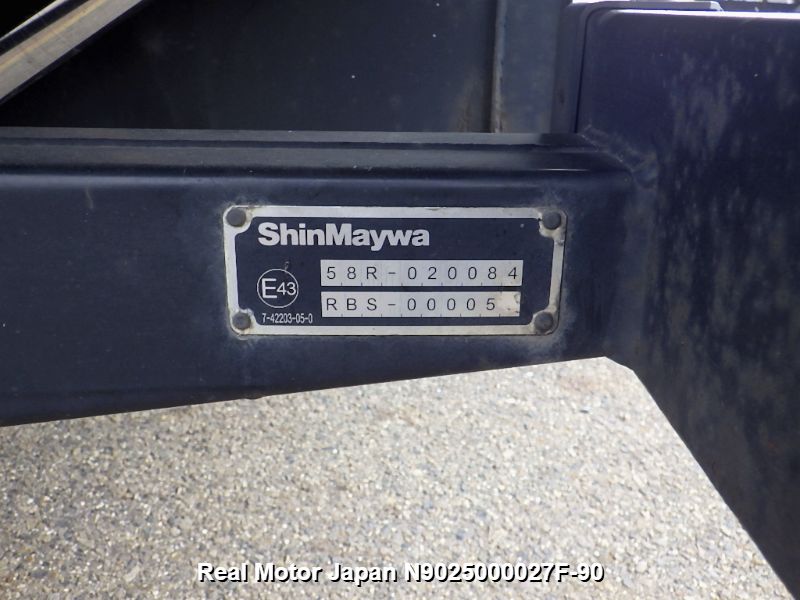 ShinMaywa
58R-020084
E43
RBS-00005
7-42203-05-0
Real Motor Japan N9025000027F-90